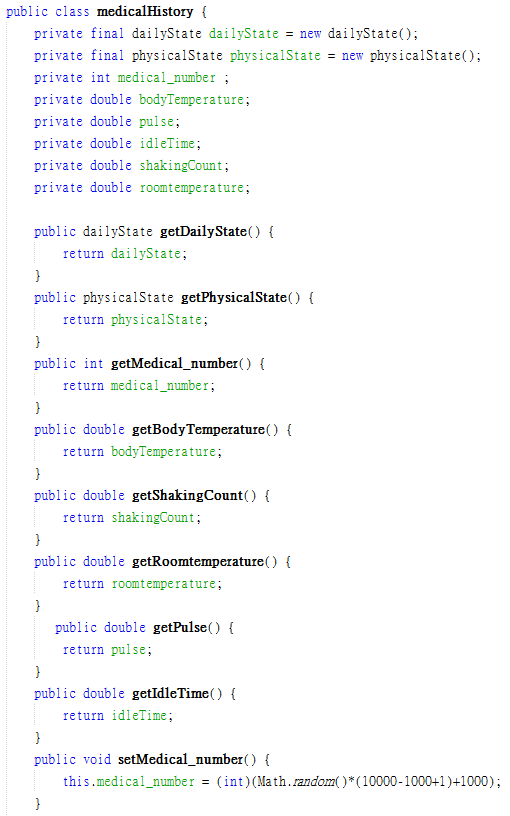 public class medicalHistory {
    private final dailyState dailyState = new dailyState();
    private final physicalState physicalState = new physicalState();
    private int medical_number ;
    private double bodyTemperature;
    private double pulse;
    private double idleTime;
    private double shakingCount;
    private double roomtemperature;
    public dailyState getDailyState() {
        return dailyState;
    }
    public physicalState getPhysicalState() {
        return physicalState;
    }
    public int getMedical_number() {
        return medical_number;
    }
    public double getBodyTemperature() {
        return bodyTemperature;
    }
    public double getShakingCount() {
        return shakingCount;
    }
    public double getRoomtemperature() {
        return roomtemperature;
    }
       public double getPulse() {
        return pulse;
    }
    public double getIdleTime() {
        return idleTime;
    }
    public void setMedical_number() {
        this.medical_number = (int)(Math.random()*(10000-1000+1)+1000);
    }